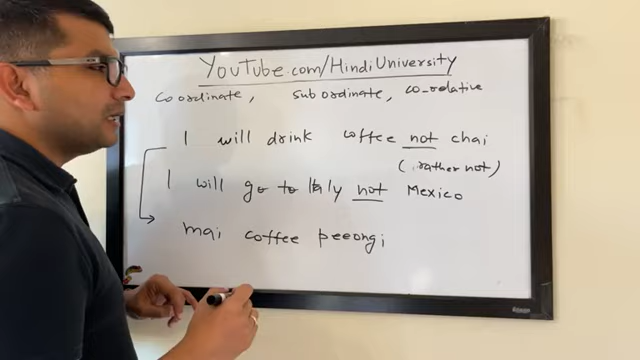 YouTube.com/HindiUniversity
coordinate, subordinate, co-relative
I will drink coffee not chai
(rather not)
I will go to Italy not Mexico
mai coffee peeongi